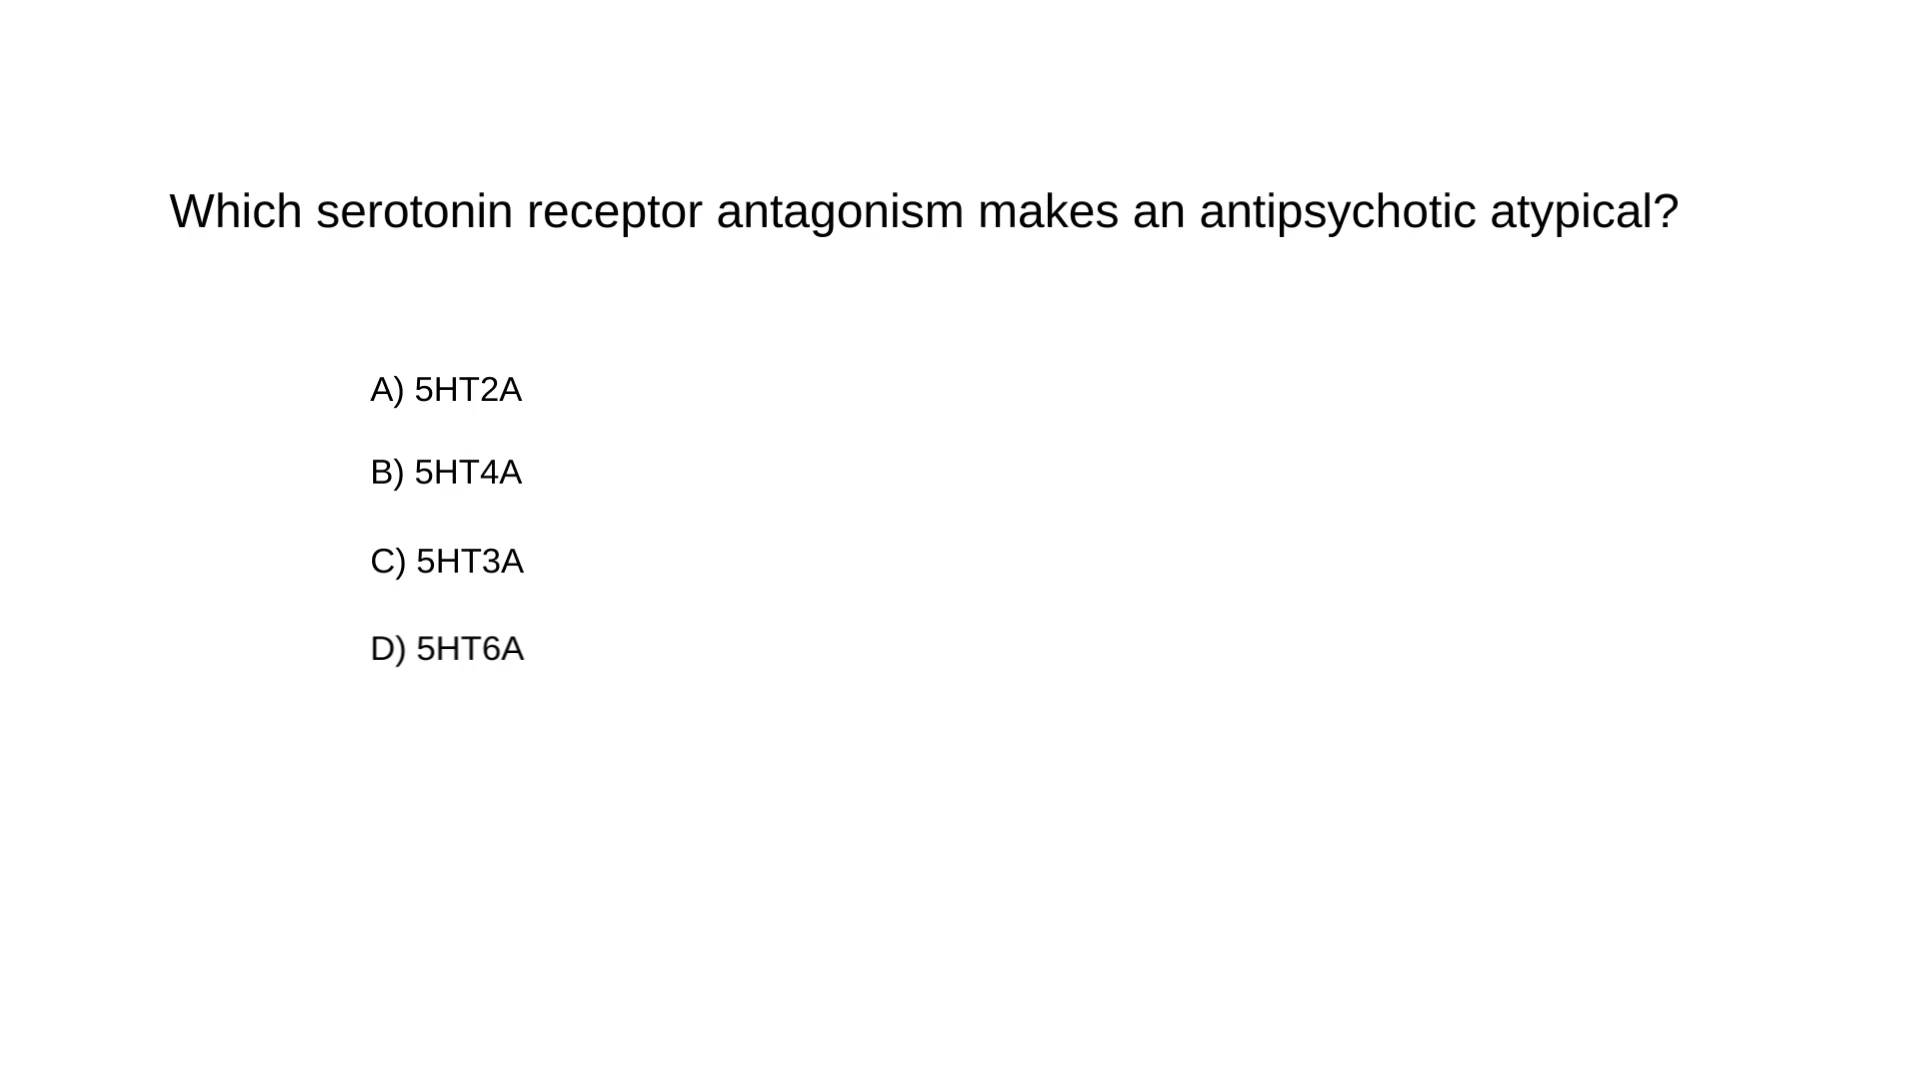 Which serotonin receptor antagonism makes an antipsychotic atypical?
A) 5HT2A
B) 5HT4A
C) 5HT3A
D) 5HT6A